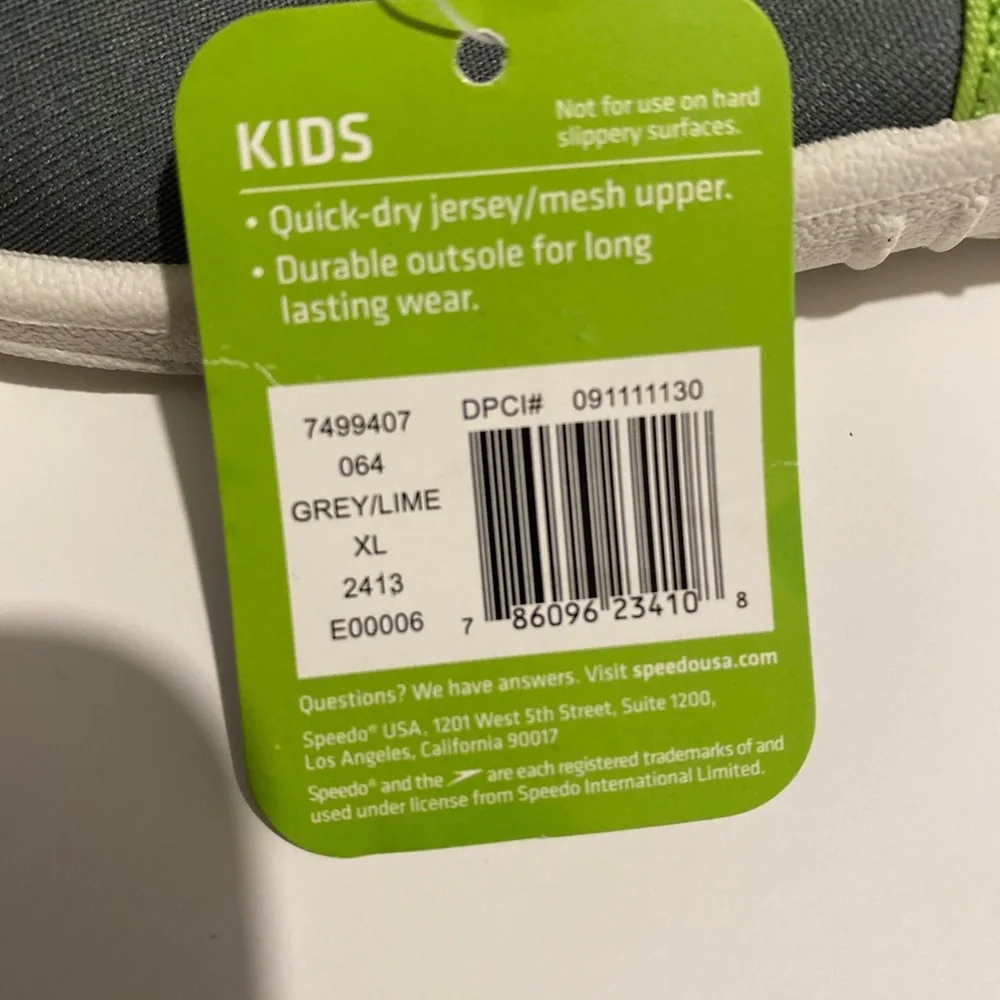 KIDS
Not for use on hard
slippery surfaces.
• Quick-dry jersey/mesh upper.
• Durable outsole for long
lasting wear.
7499407
064
GREY/LIME
XL
2413
E00006
DPCI# 091111130
7 86096 23410 8
Questions? We have answers. Visit speedousa.com
Speedo® USA, 1201 West 5th Street, Suite 1200,
Los Angeles, California 90017
Speedo® and the are each registered trademarks of and
used under license from Speedo International Limited.